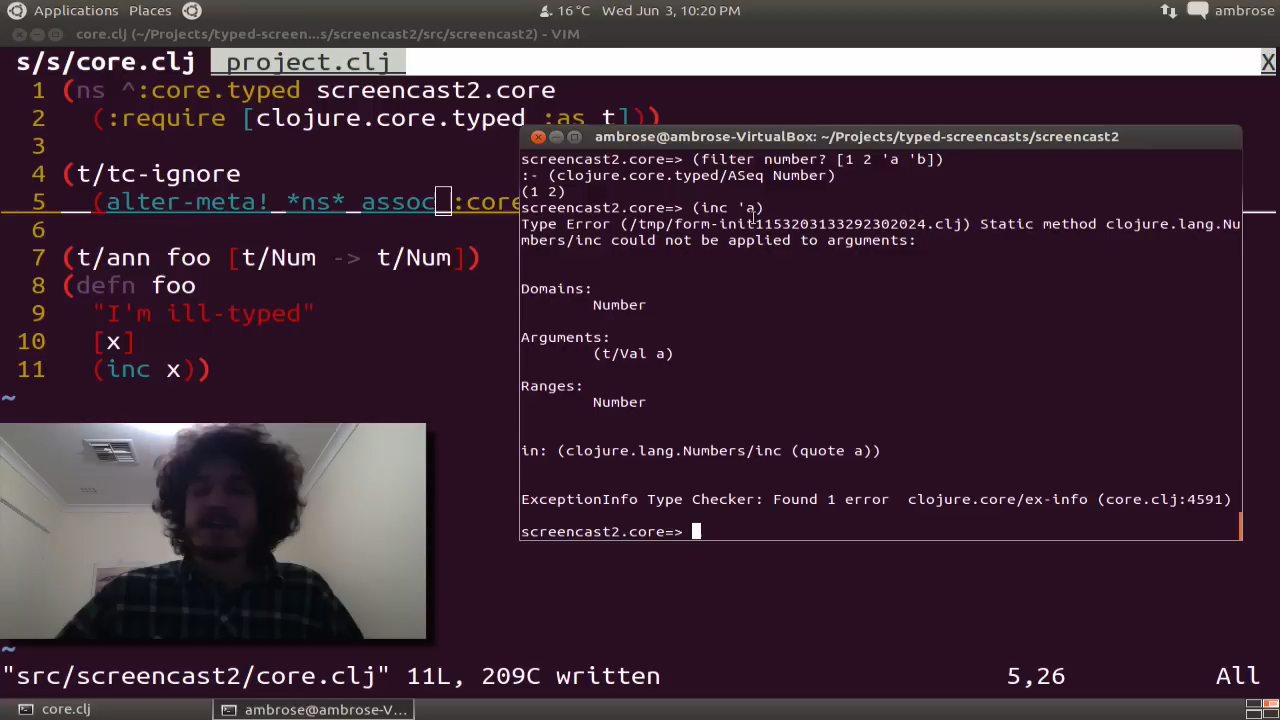 Applications Places 16 °C Wed Jun 3, 10:20 PM ambrose
core.clj (~/Projects/typed-screen...s/screencast2/src/screencast2) - VIM
s/s/core.clj project.clj X
1 (ns ^:core.typed screencast2.core
2 (:require [clojure.core.typed :as t]))
3
4 (t/tc-ignore
5 (alter-meta! *ns* assoc :core
6
7 (t/ann foo [t/Num -> t/Num])
8 (defn foo
9 "I'm ill-typed"
10 [x]
11 (inc x))
~
~
"src/screencast2/core.clj" 11L, 209C written 5,26 All
ambrose@ambrose-VirtualBox: ~/Projects/typed-screencasts/screencast2
screencast2.core=> (filter number? [1 2 'a 'b])
:- (clojure.core.typed/ASeq Number)
(1 2)
screencast2.core=> (inc 'a)
Type Error (/tmp/form-init1153203133292302024.clj) Static method clojure.lang.Nu
mbers/inc could not be applied to arguments:
Domains:
Number
Arguments:
(t/Val a)
Ranges:
Number
in: (clojure.lang.Numbers/inc (quote a))
ExceptionInfo Type Checker: Found 1 error clojure.core/ex-info (core.clj:4591)
screencast2.core=>
core.clj ambrose@ambrose-V...